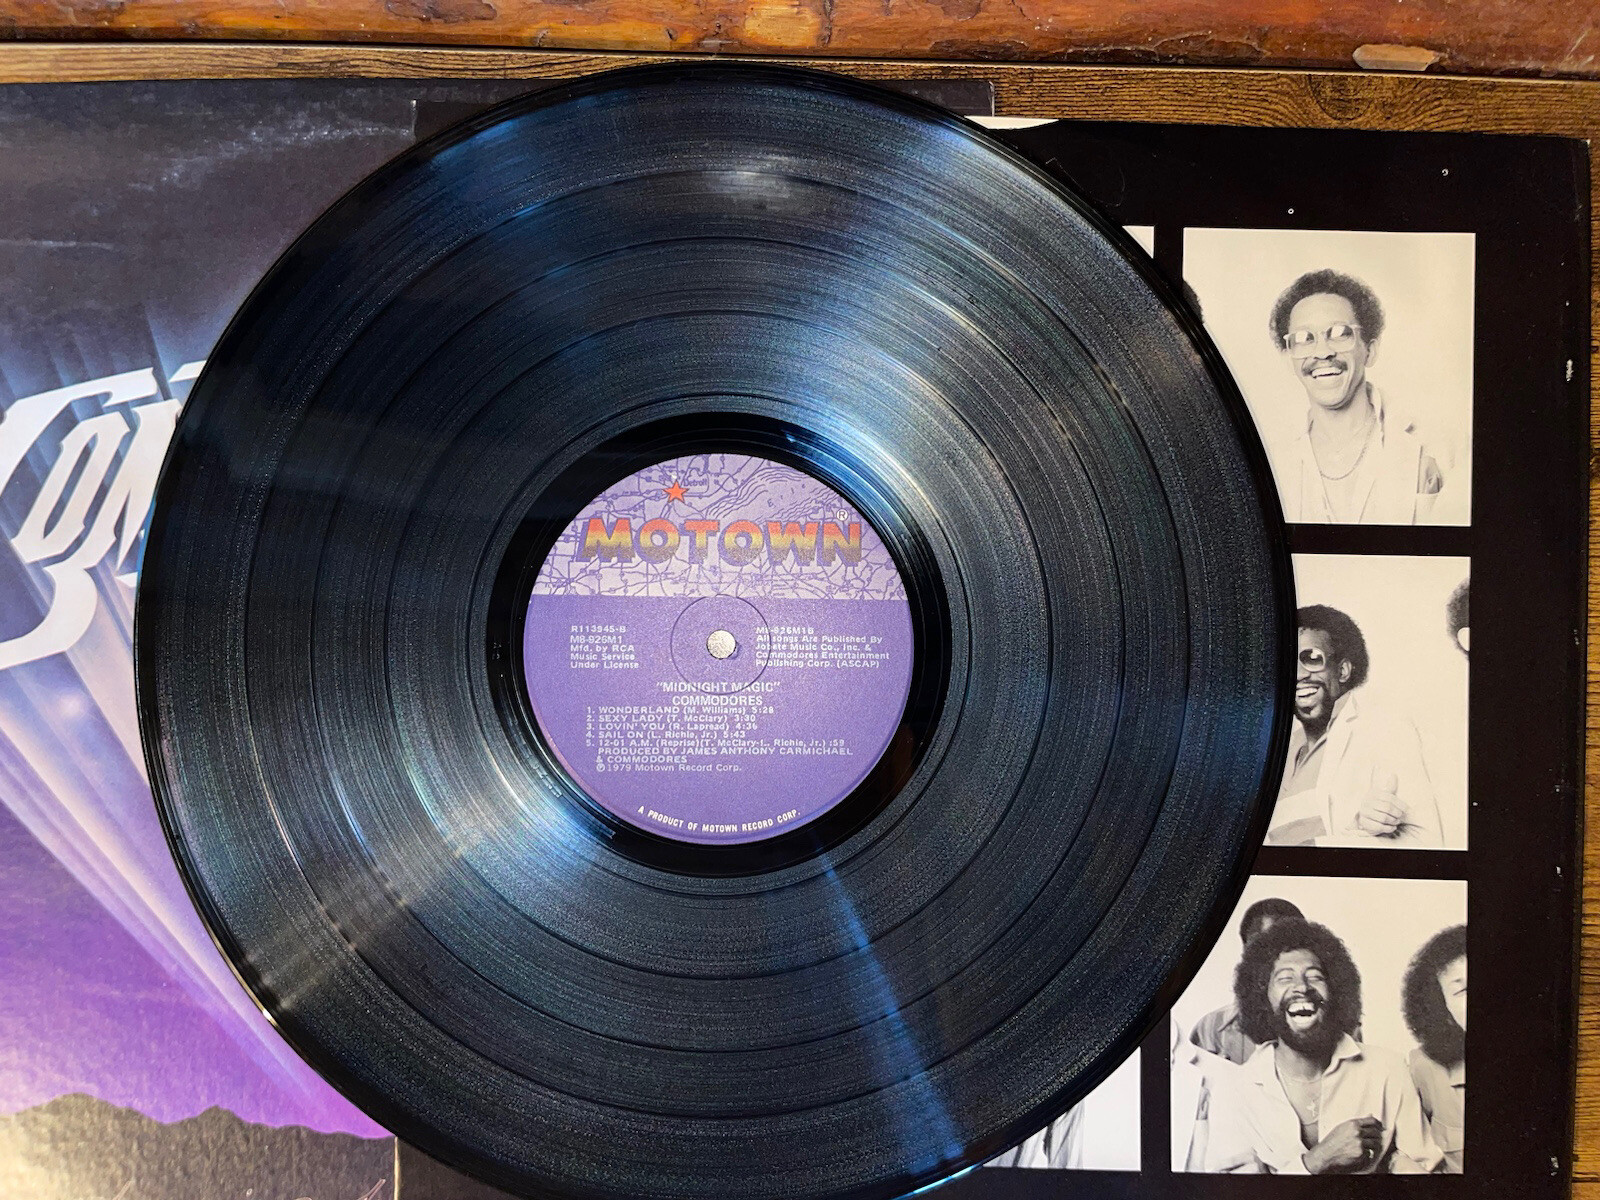 Detroit
MOTOWN®
R113945-B
M8-926M1
Mfd. by RCA
Music Service
Under License
M8-926M1B
All songs Are Published By
Jobete Music Co., Inc. &
Commodores Entertainment
Publishing Corp. (ASCAP)
"MIDNIGHT MAGIC"
COMMODORES
1. WONDERLAND (M. Williams) 5:28
2. SEXY LADY (T. McClary) 3:30
3. LOVIN' YOU (R. Lapread) 4:36
4. SAIL ON (L. Richie, Jr.) 5:43
5. 12-01 A.M. (Reprise)(T. McClary-L. Richie, Jr.) :59
PRODUCED BY JAMES ANTHONY CARMICHAEL
& COMMODORES
℗ 1979 Motown Record Corp.
A PRODUCT OF MOTOWN RECORD CORP.